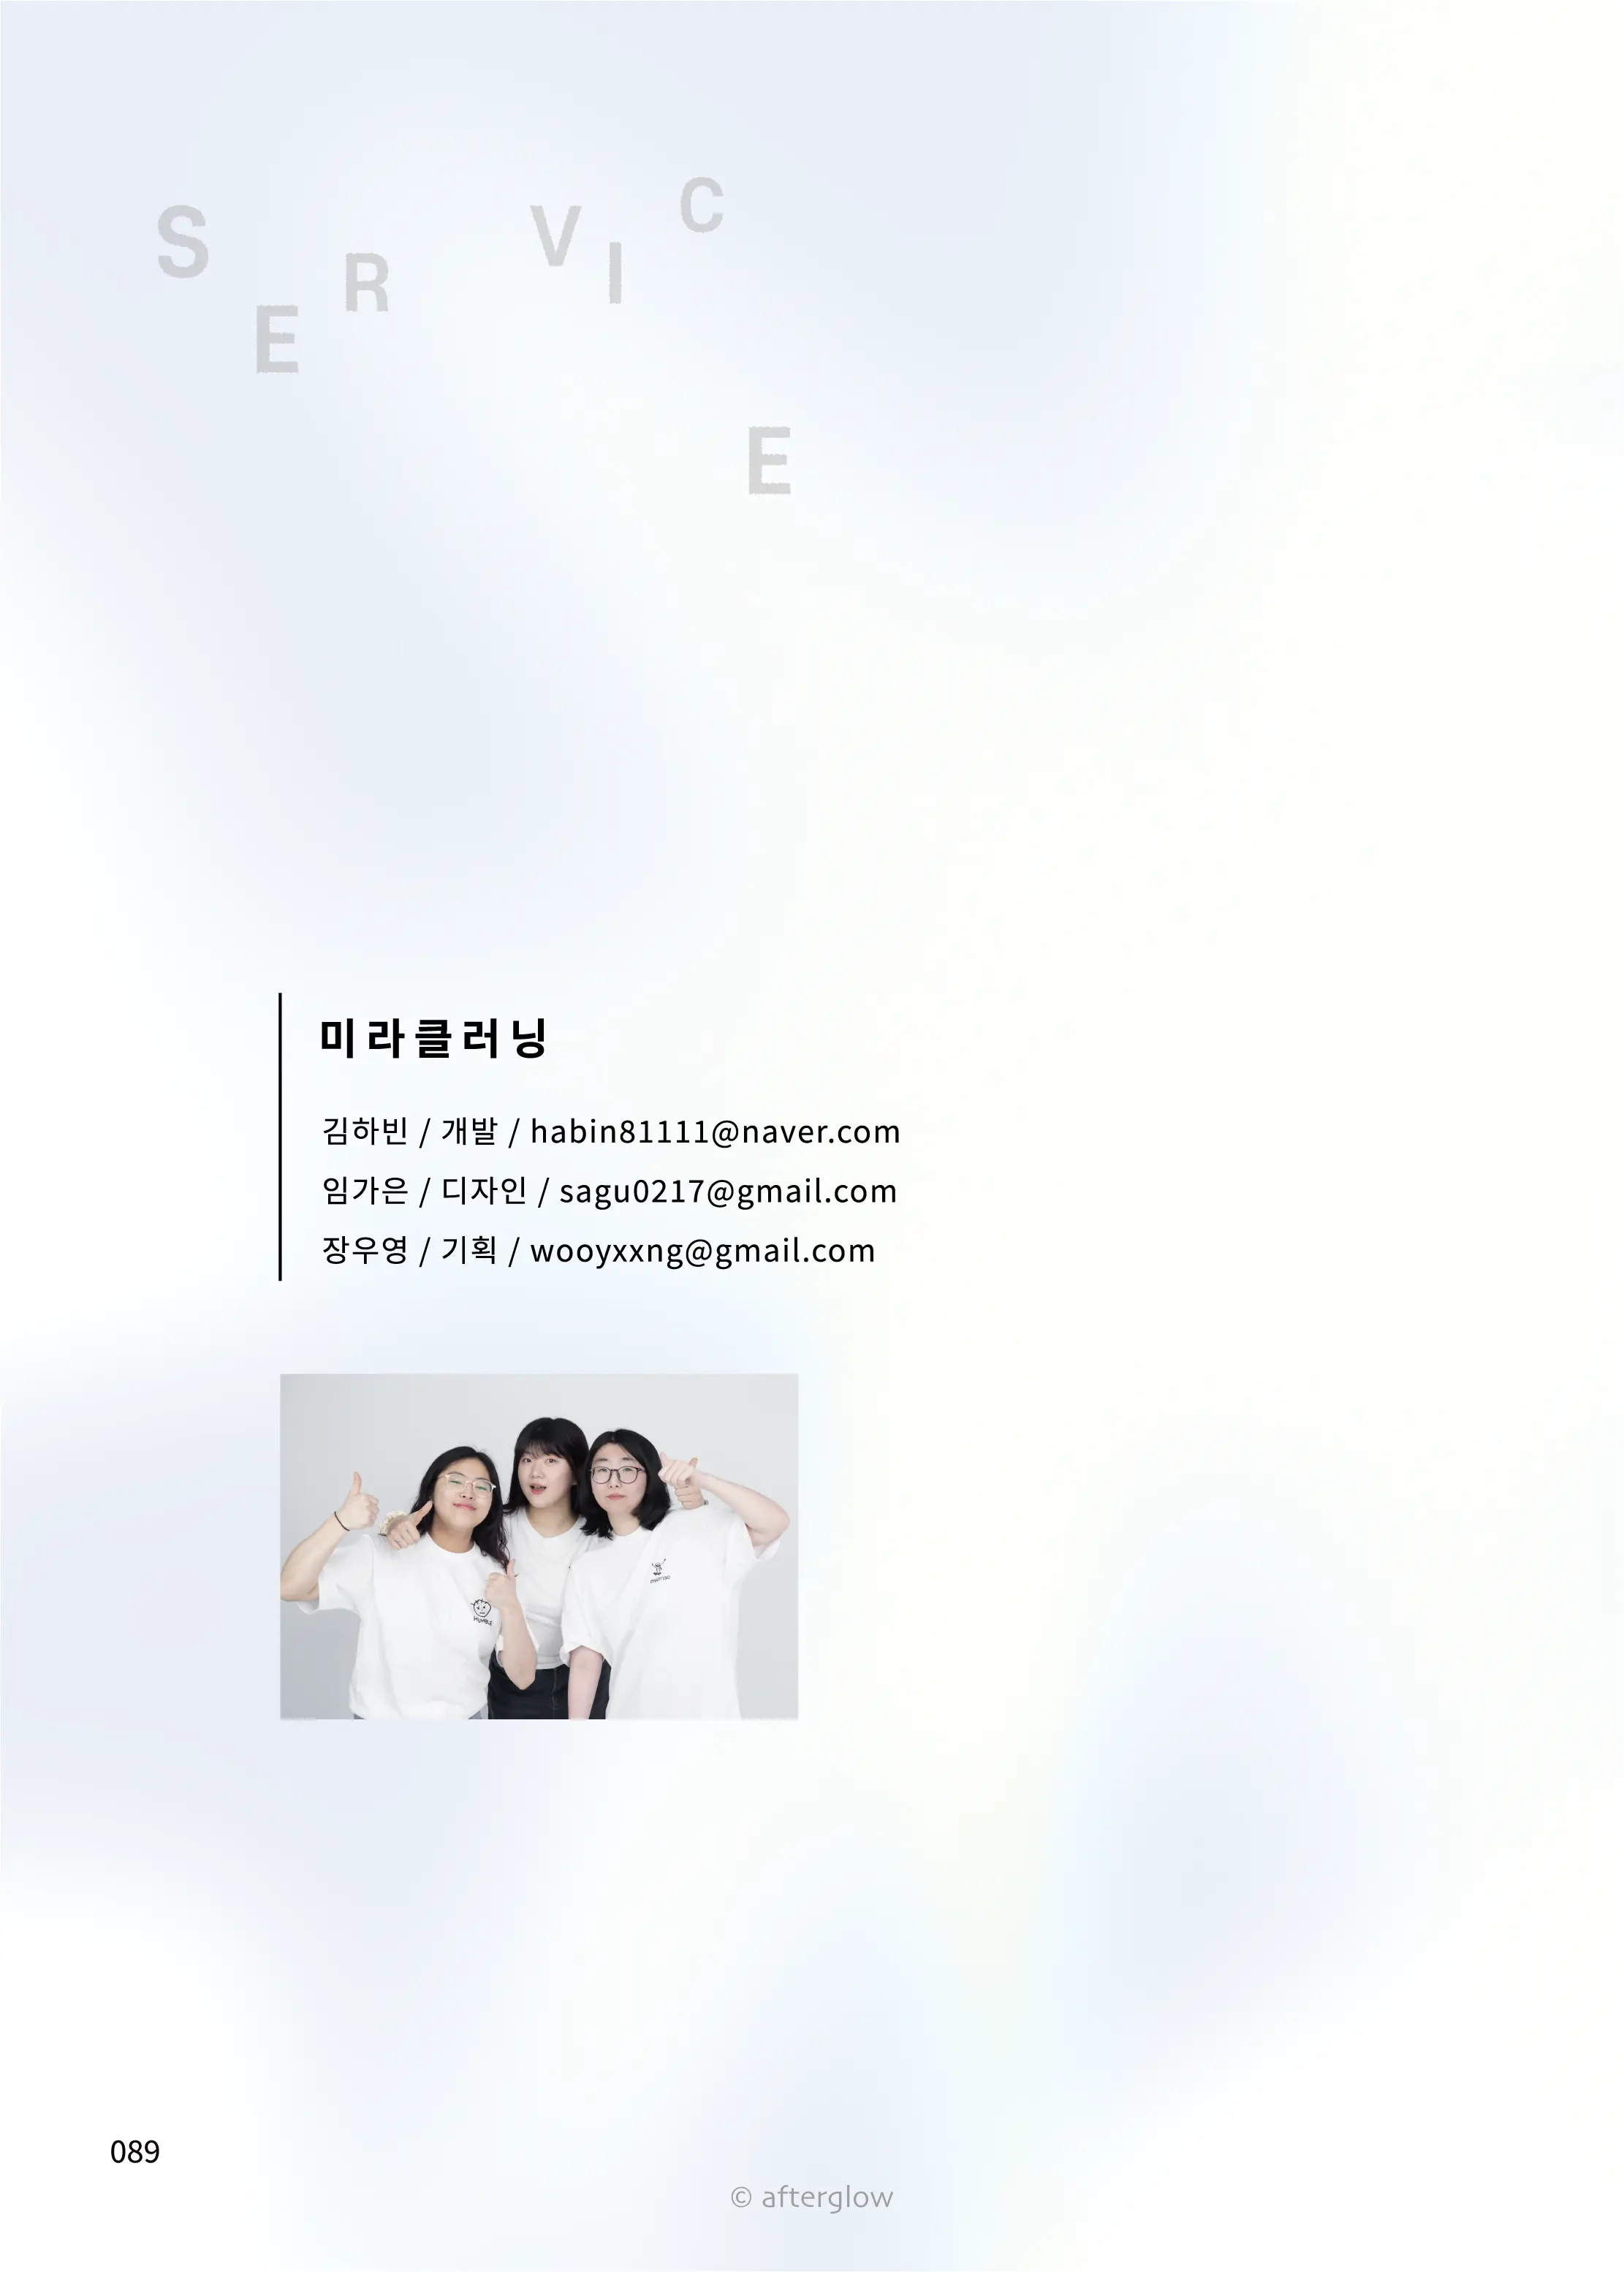 SERVICE
미라클러닝
김하빈 / 개발 / habin81111@naver.com
임가은 / 디자인 / sagu0217@gmail.com
장우영 / 기획 / wooyxxng@gmail.com
HUMBLE
089
© afterglow